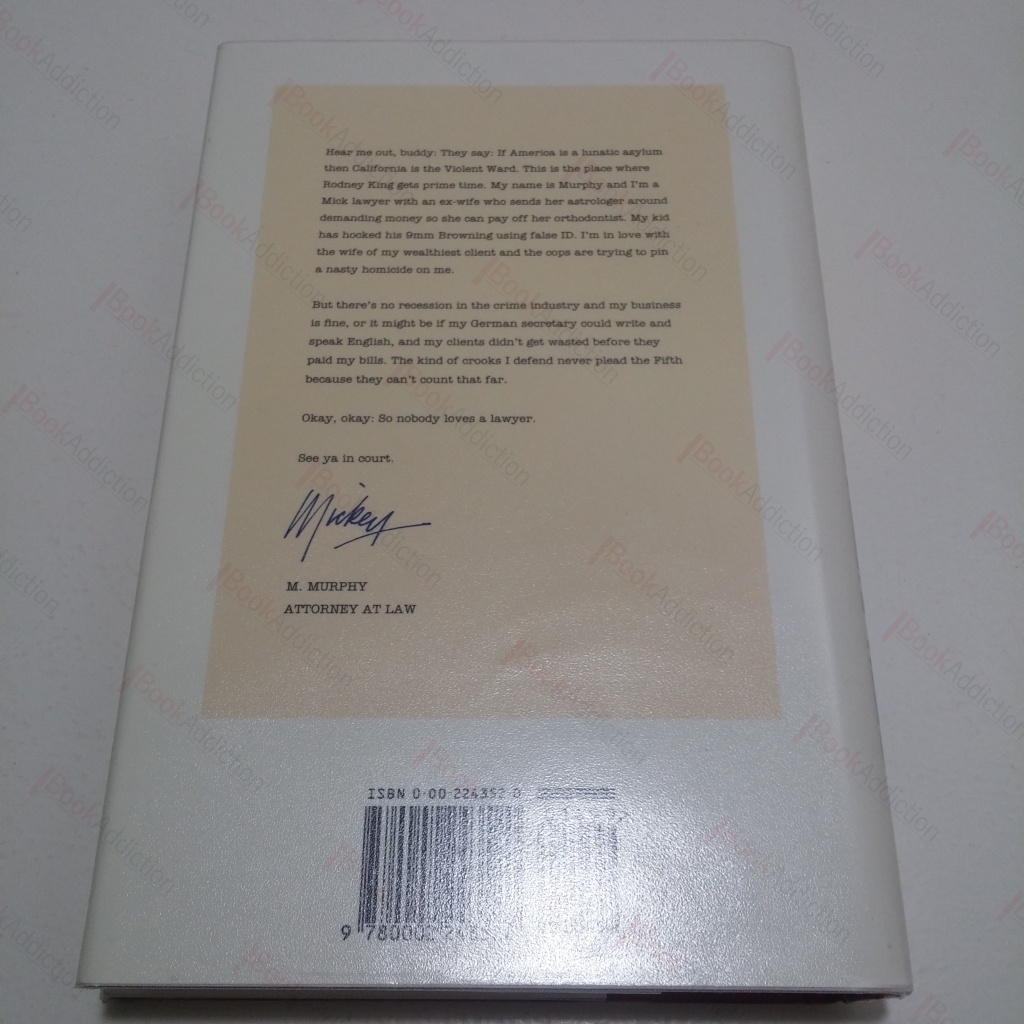 Hear me out, buddy: They say: If America is a lunatic asylum
then California is the Violent Ward. This is the place where
Rodney King gets prime time. My name is Murphy and I'm a
Mick lawyer with an ex-wife who sends her astrologer around
demanding money so she can pay off her orthodontist. My kid
has hocked his 9mm Browning using false ID. I'm in love with
the wife of my wealthiest client and the cops are trying to pin
a nasty homicide on me.
But there's no recession in the crime industry and my business
is fine, or it might be if my German secretary could write and
speak English, and my clients didn't get wasted before they
paid my bills. The kind of crooks I defend never plead the Fifth
because they can't count that far.
Okay, okay: So nobody loves a lawyer.
See ya in court.
Mickey
M. MURPHY
ATTORNEY AT LAW
ISBN 0-00-224352-0
BookAddiction